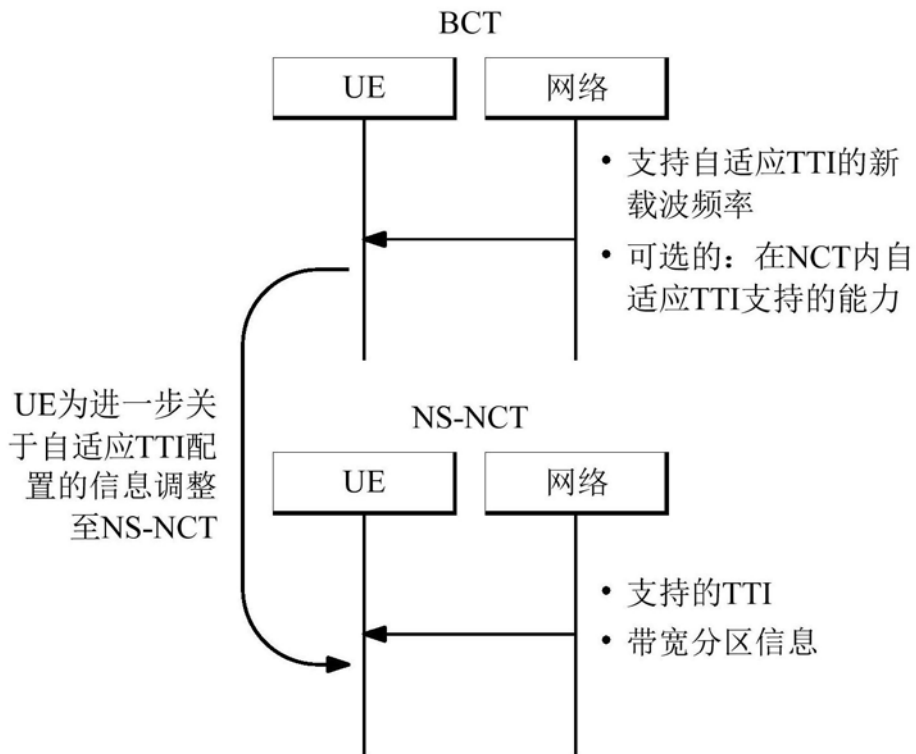 BCT
UE
网络
• 支持自适应TTI的新
载波频率
• 可选的：在NCT内自
适应TTI支持的能力
UE为进一步关
于自适应TTI配
置的信息调整
至NS-NCT
NS-NCT
UE
网络
• 支持的TTI
• 带宽分区信息